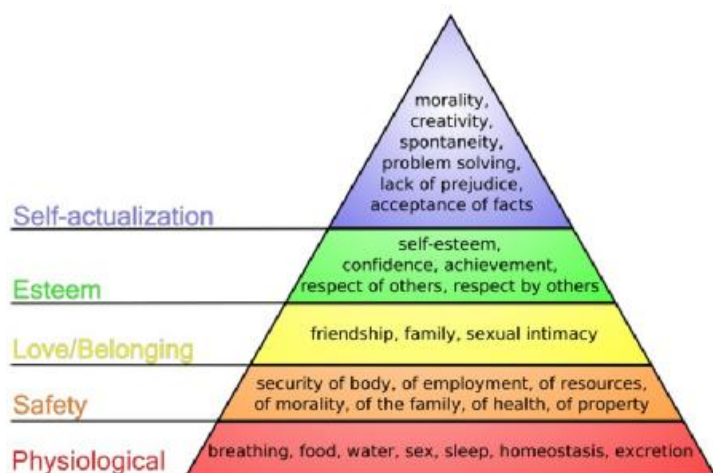 morality,
creativity,
spontaneity,
problem solving,
lack of prejudice,
acceptance of facts
Self-actualization
self-esteem,
confidence, achievement,
respect of others, respect by others
Esteem
friendship, family, sexual intimacy
Love/Belonging
security of body, of employment, of resources,
of morality, of the family, of health, of property
Safety
breathing, food, water, sex, sleep, homeostasis, excretion
Physiological